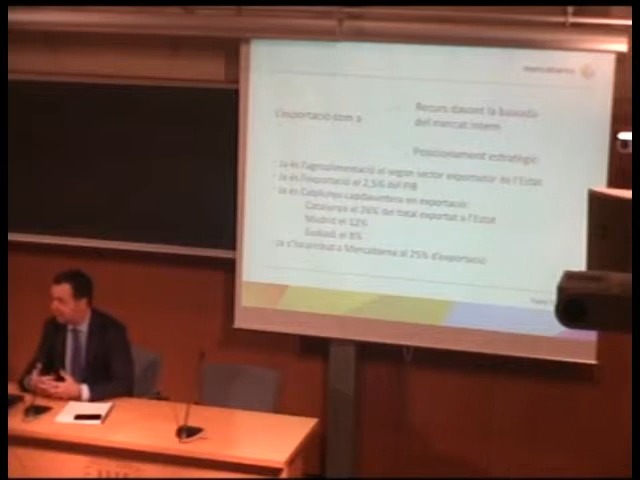 mercabarna
L'exportació com a
Recurs davant la baixada
del mercat intern
Posicionament estratègic
Ja és l'agroalimentació el segon sector exportador de l'Estat
Ja és l'exportació el 2,5% del PIB
Ja és Catalunya capdavantera en exportació:
Catalunya el 26% del total exportat a l'Estat
Madrid el 12%
Euskadi el 8%
Ja s'ha arribat a Mercabarna al 25% d'exportació